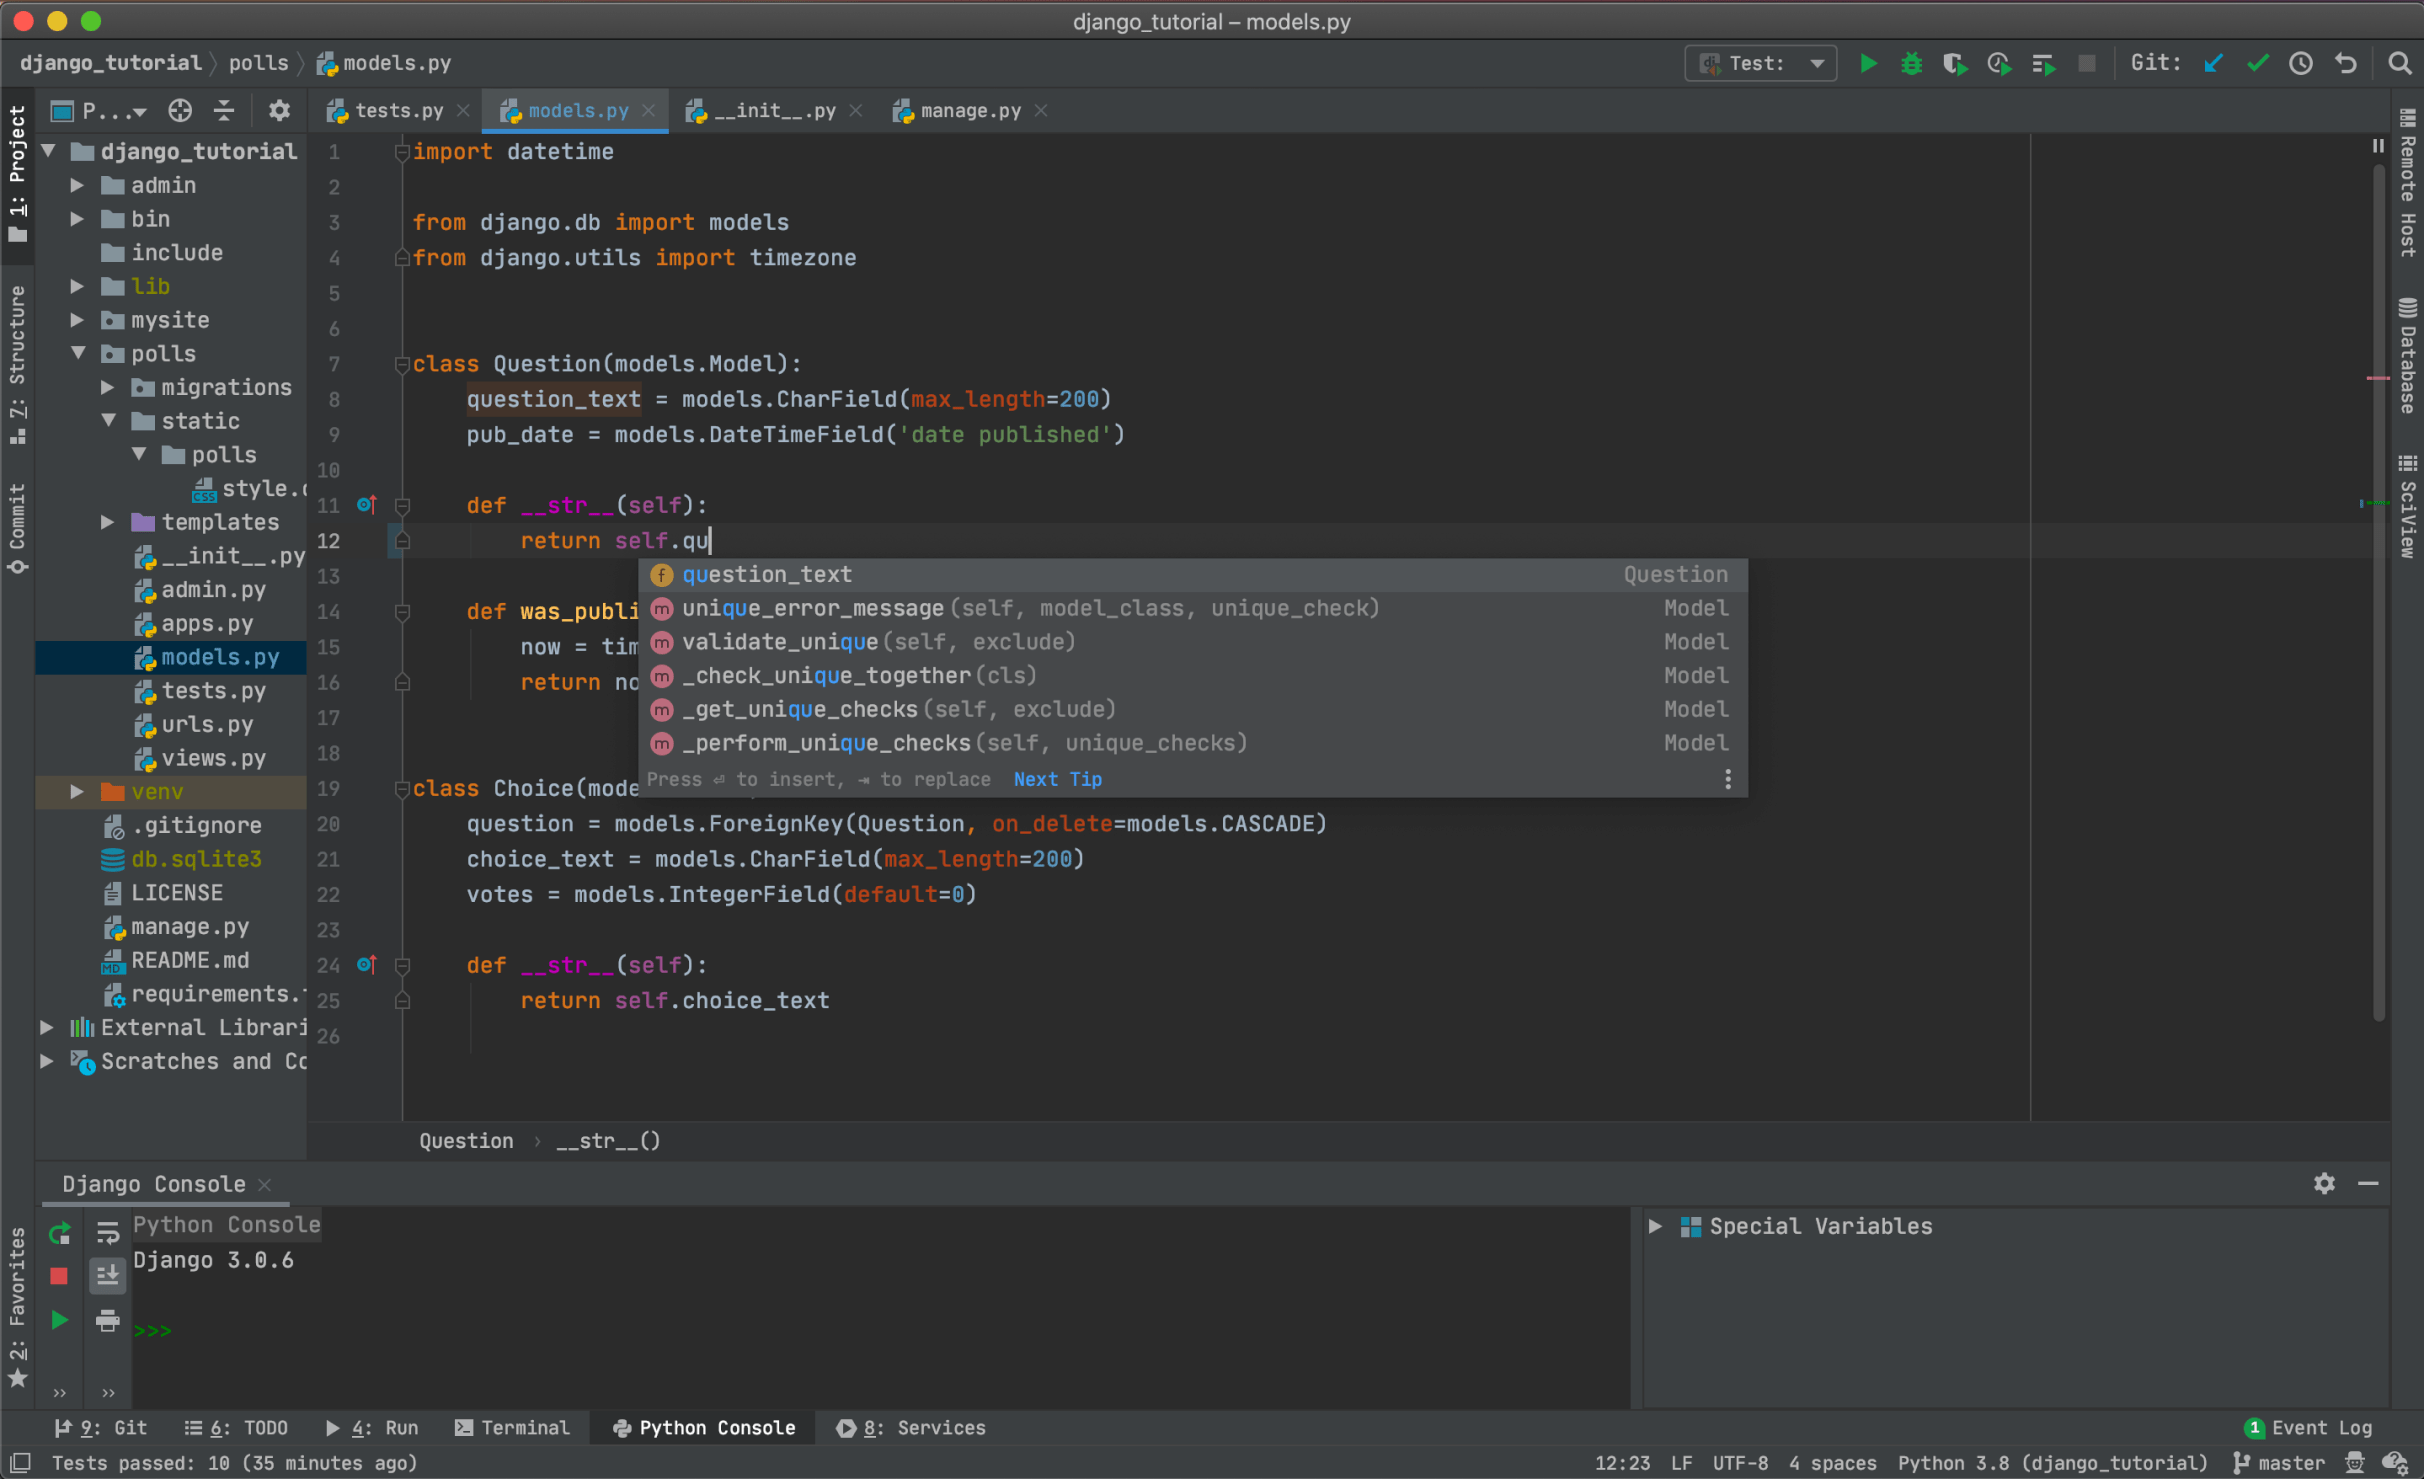 django_tutorial – models.py
django_tutorial polls models.py
Test:
Git:
P...
tests.py
models.py
__init__.py
manage.py
1: Project
7: Structure
Commit
2: Favorites
django_tutorial
admin
bin
include
lib
mysite
polls
migrations
static
polls
style.c
templates
__init__.py
admin.py
apps.py
models.py
tests.py
urls.py
views.py
venv
.gitignore
db.sqlite3
LICENSE
manage.py
README.md
requirements.
External Librari
Scratches and Co
1 import datetime
2
3 from django.db import models
4 from django.utils import timezone
5
6
7 class Question(models.Model):
8 question_text = models.CharField(max_length=200)
9 pub_date = models.DateTimeField('date published')
10
11 def __str__(self):
12 return self.qu
13
14 def was_publi
15 now = tim
16 return no
17
18
19 class Choice(mode
20 question = models.ForeignKey(Question, on_delete=models.CASCADE)
21 choice_text = models.CharField(max_length=200)
22 votes = models.IntegerField(default=0)
23
24 def __str__(self):
25 return self.choice_text
26
f question_text Question
m unique_error_message(self, model_class, unique_check) Model
m validate_unique(self, exclude) Model
m _check_unique_together(cls) Model
m _get_unique_checks(self, exclude) Model
m _perform_unique_checks(self, unique_checks) Model
Press ⏎ to insert, ⇥ to replace Next Tip
Question › __str__()
Remote Host
Database
SciView
Django Console
Python Console
Django 3.0.6
>>>
Special Variables
9: Git
6: TODO
4: Run
Terminal
Python Console
8: Services
1 Event Log
Tests passed: 10 (35 minutes ago)
12:23 LF UTF-8 4 spaces Python 3.8 (django_tutorial) master